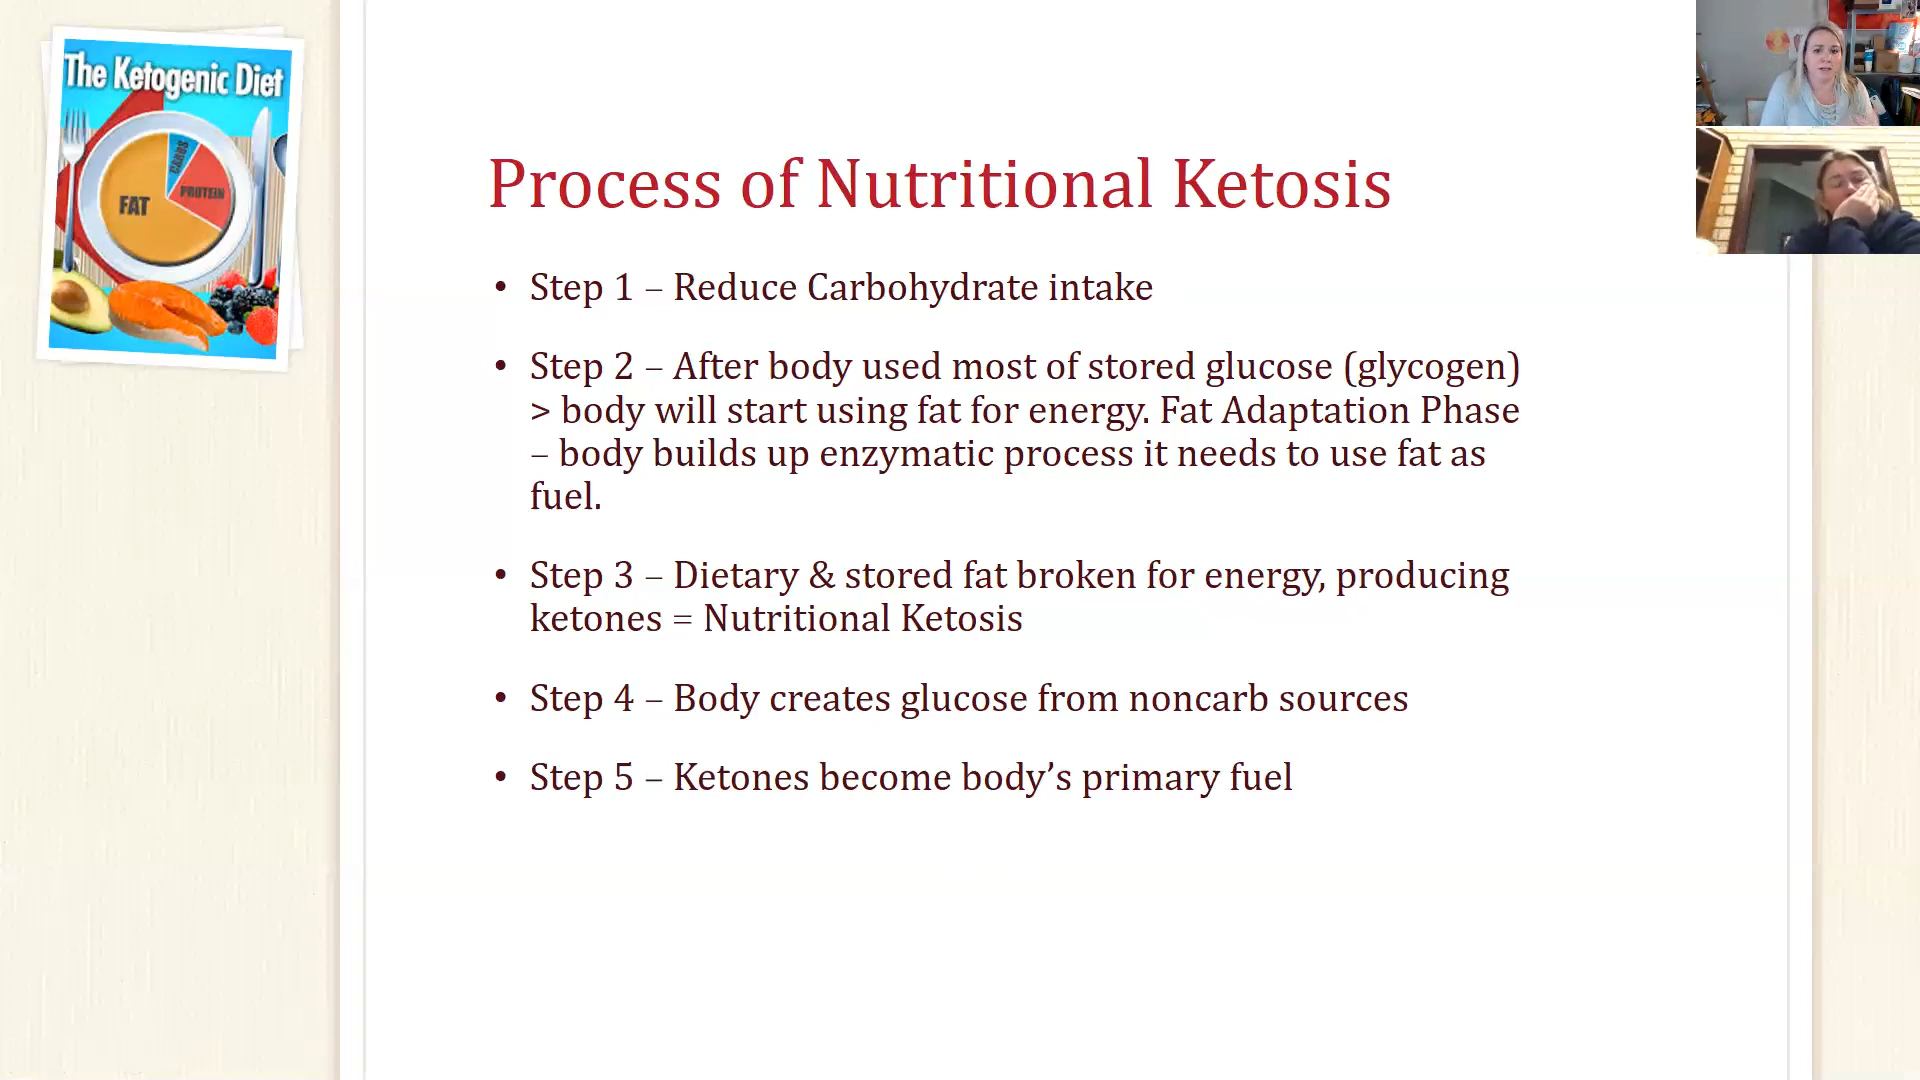 The Ketogenic Diet
CARBS
PROTEIN
FAT
Process of Nutritional Ketosis
• Step 1 – Reduce Carbohydrate intake
• Step 2 – After body used most of stored glucose (glycogen)
> body will start using fat for energy. Fat Adaptation Phase
– body builds up enzymatic process it needs to use fat as
fuel.
• Step 3 – Dietary & stored fat broken for energy, producing
ketones = Nutritional Ketosis
• Step 4 – Body creates glucose from noncarb sources
• Step 5 – Ketones become body’s primary fuel